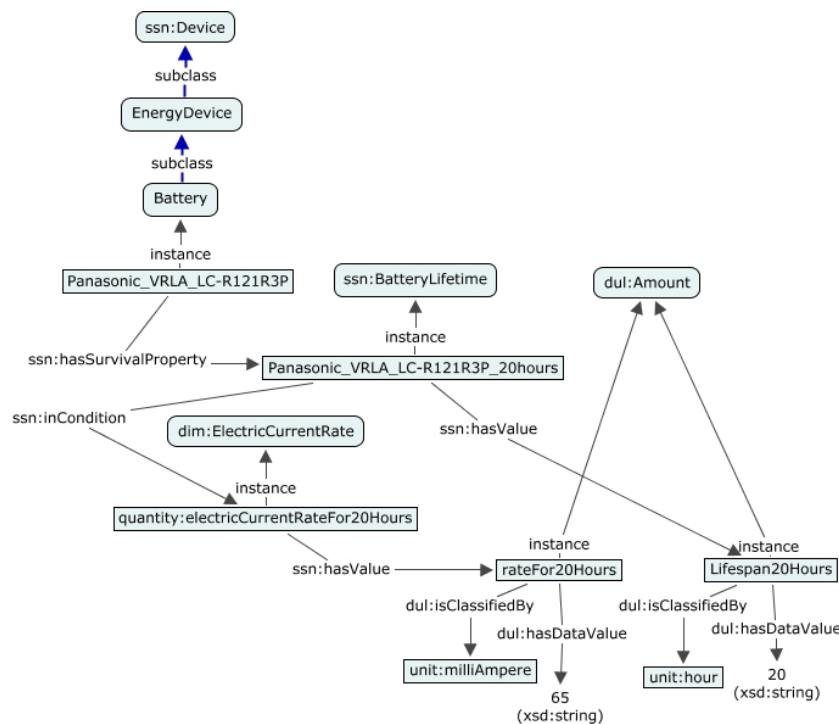 ssn:Device
subclass
EnergyDevice
subclass
Battery
instance
Panasonic_VRLA_LC-R121R3P
ssn:BatteryLifetime
dul:Amount
instance
ssn:hasSurvivalProperty
Panasonic_VRLA_LC-R121R3P_20hours
ssn:inCondition
dim:ElectricCurrentRate
ssn:hasValue
instance
quantity:electricCurrentRateFor20Hours
instance
instance
ssn:hasValue
rateFor20Hours
Lifespan20Hours
dul:isClassifiedBy
dul:isClassifiedBy
dul:hasDataValue
dul:hasDataValue
unit:milliAmpere
unit:hour
20
(xsd:string)
65
(xsd:string)